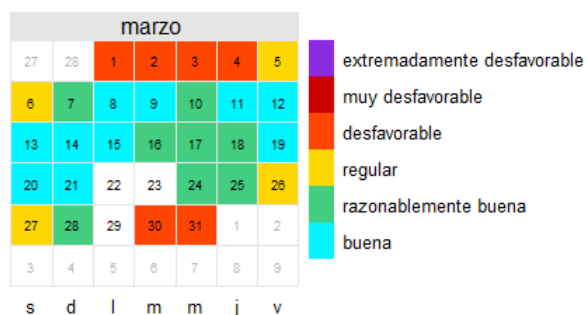 marzo
27 28 1 2 3 4 5
6 7 8 9 10 11 12
13 14 15 16 17 18 19
20 21 22 23 24 25 26
27 28 29 30 31 1 2
3 4 5 6 7 8 9
s d l m m j v
extremadamente desfavorable
muy desfavorable
desfavorable
regular
razonablemente buena
buena